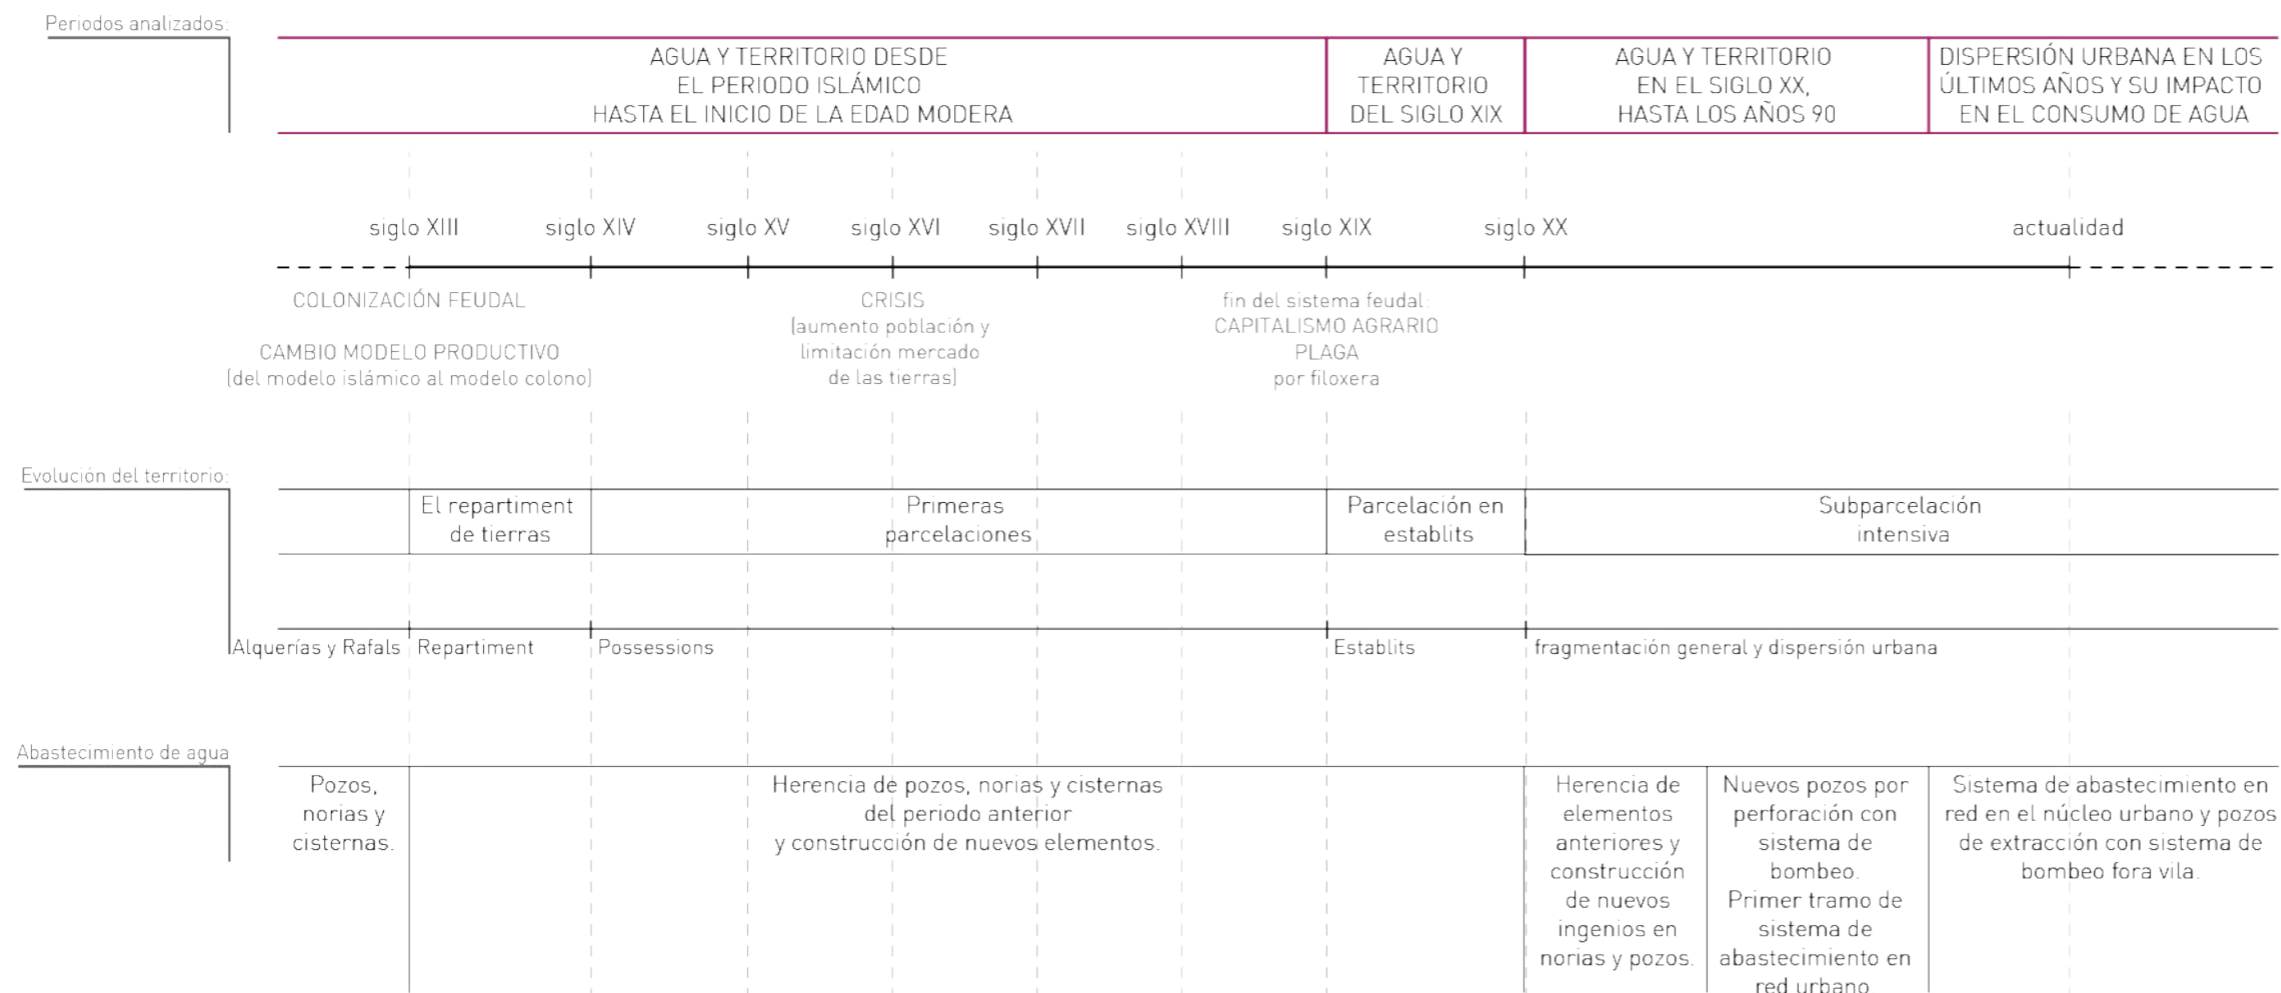 Periodos analizados:
AGUA Y TERRITORIO DESDE
EL PERIODO ISLÁMICO
HASTA EL INICIO DE LA EDAD MODERA
AGUA Y
TERRITORIO
DEL SIGLO XIX
AGUA Y TERRITORIO
EN EL SIGLO XX,
HASTA LOS AÑOS 90
DISPERSIÓN URBANA EN LOS
ÚLTIMOS AÑOS Y SU IMPACTO
EN EL CONSUMO DE AGUA
siglo XIII
siglo XIV
siglo XV
siglo XVI
siglo XVII
siglo XVIII
siglo XIX
siglo XX
actualidad
COLONIZACIÓN FEUDAL
CAMBIO MODELO PRODUCTIVO
(del modelo islámico al modelo colono)
CRISIS
(aumento población y
limitación mercado
de las tierras)
fin del sistema feudal:
CAPITALISMO AGRARIO
PLAGA
por filoxera
Evolución del territorio:
El repartiment
de tierras
Primeras
parcelaciones
Parcelación en
establits
Subparcelación
intensiva
Alquerías y Rafals
Repartiment
Possessions
Establits
fragmentación general y dispersión urbana
Abastecimiento de agua
Pozos,
norias y
cisternas.
Herencia de pozos, norias y cisternas
del periodo anterior
y construcción de nuevos elementos.
Herencia de
elementos
anteriores y
construcción
de nuevos
ingenios en
norias y pozos.
Nuevos pozos por
perforación con
sistema de
bombeo.
Primer tramo de
sistema de
abastecimiento en
red urbano
Sistema de abastecimiento en
red en el núcleo urbano y pozos
de extracción con sistema de
bombeo fora vila.